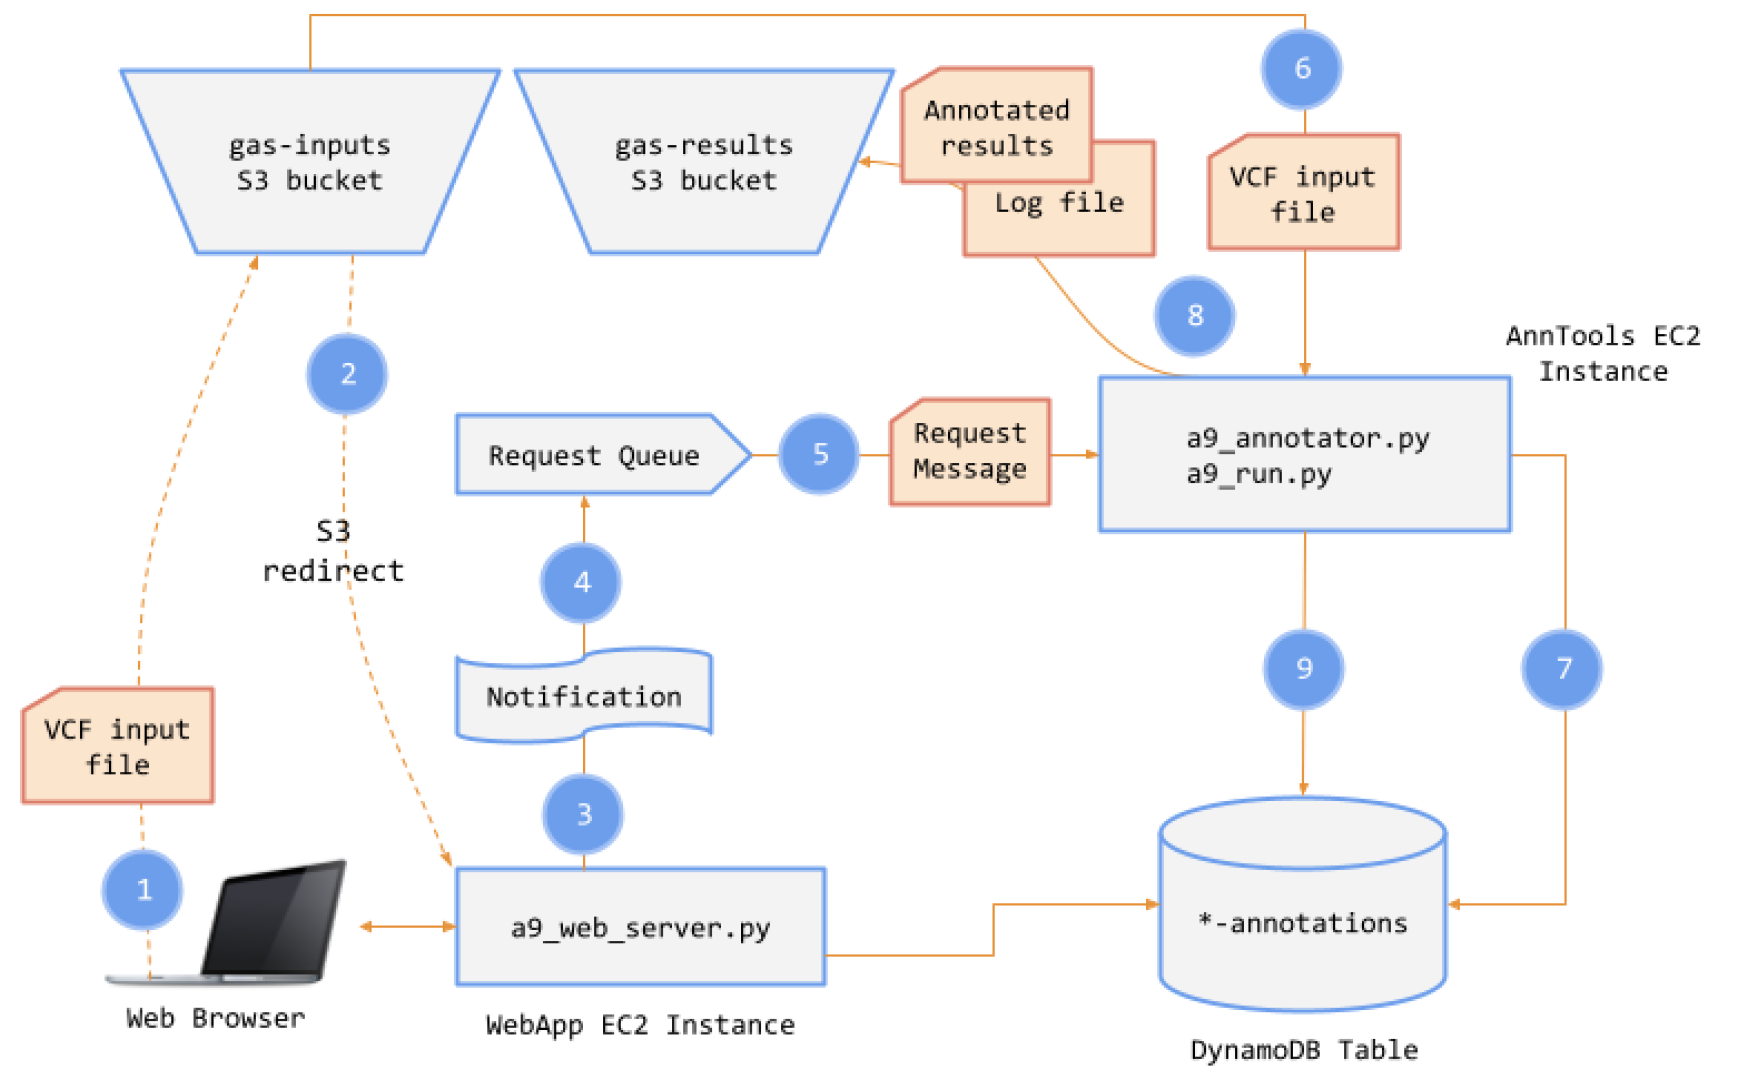 6
gas-inputs
S3 bucket
gas-results
S3 bucket
Annotated
results
Log file
VCF input
file
8
AnnTools EC2
Instance
2
Request Queue
5
Request
Message
a9_annotator.py
a9_run.py
S3
redirect
4
9
7
Notification
VCF input
file
3
1
a9_web_server.py
*-annotations
Web Browser
WebApp EC2 Instance
DynamoDB Table